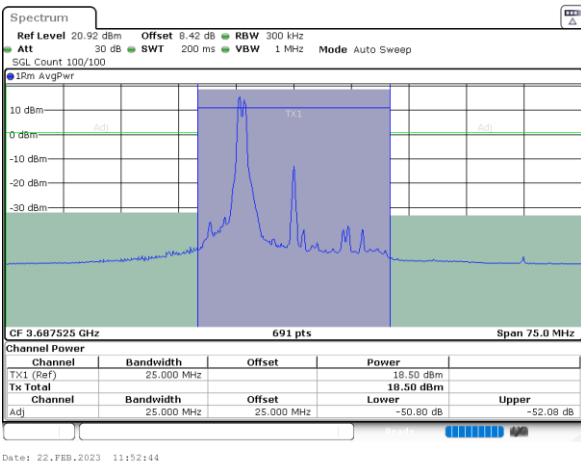 Spectrum
Ref Level 20.92 dBm Offset 8.42 dB RBW 300 kHz
Att 30 dB SWT 200 ms VBW 1 MHz Mode Auto Sweep
SGL Count 100/100
1Rm AvgPwr
10 dBm
TX1
Adj
Adj
0 dBm
-10 dBm
-20 dBm
-30 dBm
CF 3.687525 GHz 691 pts Span 75.0 MHz
Channel Power
Channel Bandwidth Offset Power
TX1 (Ref) 25.000 MHz 18.50 dBm
Tx Total 18.50 dBm
Channel Bandwidth Offset Lower Upper
Adj 25.000 MHz 25.000 MHz -50.80 dB -52.08 dB
Ready
Date: 22.FEB.2023 11:52:44